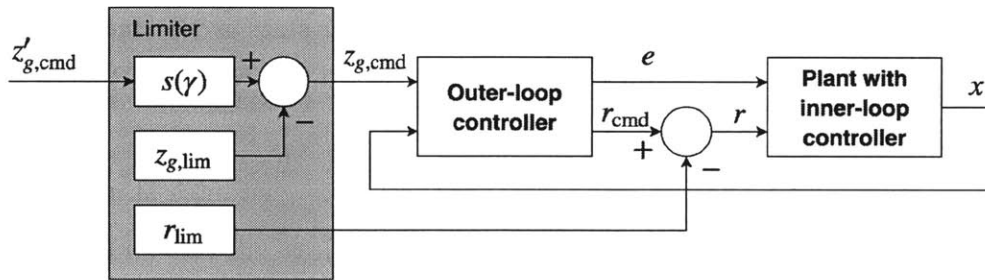 Limiter
z′g,cmd
s(γ)
+
−
zg,cmd
zg,lim
rlim
Outer-loop
controller
e
rcmd
+
−
r
Plant with
inner-loop
controller
x